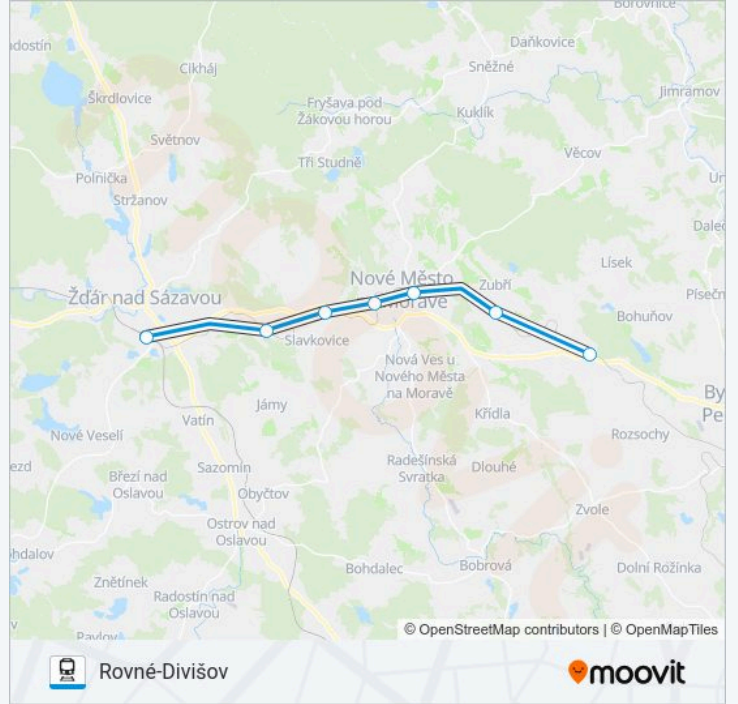 Borovnice
dostín
Daňkovice
Cikháj
Sněžné
Škrdlovice
Fryšava pod
Žákovou horou
Jimramov
Kuklík
Světnov
Věcov
Tři Studně
Polnička
Stržanov
Lísek
Nové Město
Zubří
Žďár nad Sázavou
Moravě
Bohuňov
Slavkovice
Nová Ves u
Nového Města
na Moravě
By
Pe
Jámy
Křídla
Vatín
Nové Veselí
Rozsochy
Radešínská
Svratka
Dlouhé
ezd
Sazomín
Březí nad
Oslavou
Obyčtov
Zvole
Ostrov nad
Oslavou
hdalov
Bobrová
Dolní Rožínka
Bohdalec
Znětínek
Radostín nad
Oslavou
Pavlov
© OpenStreetMap contributors | © OpenMapTiles
Rovné-Divišov
moovit